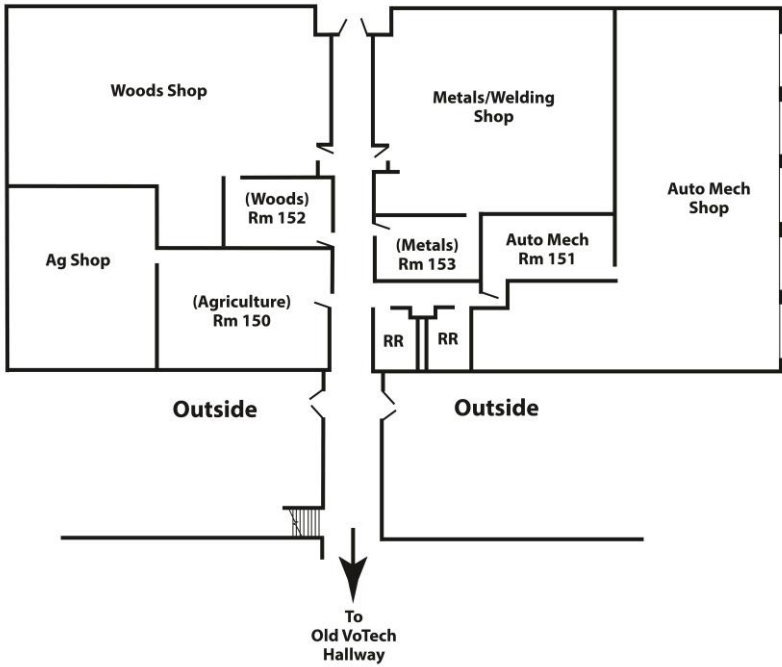 Woods Shop
Metals/Welding
Shop
Auto Mech
Shop
(Woods)
Rm 152
(Metals)
Rm 153
Auto Mech
Rm 151
Ag Shop
(Agriculture)
Rm 150
RR
RR
Outside
Outside
To
Old VoTech
Hallway